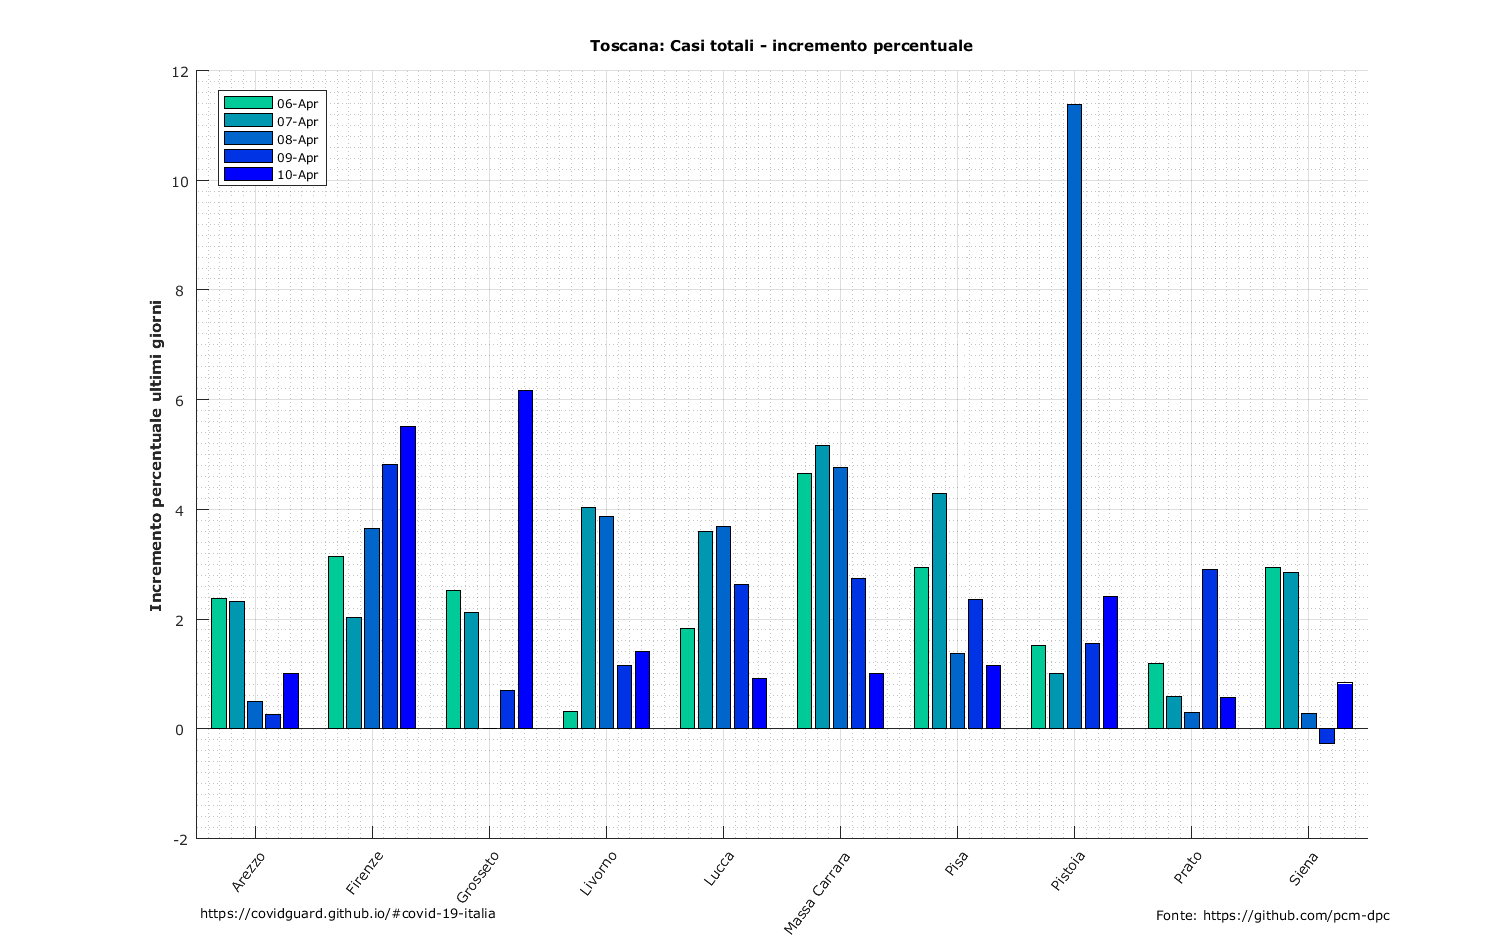 Toscana: Casi totali - incremento percentuale
12
10
8
6
4
2
0
-2
Incremento percentuale ultimi giorni
06-Apr
07-Apr
08-Apr
09-Apr
10-Apr
Arezzo
Firenze
Grosseto
Livorno
Lucca
Massa Carrara
Pisa
Pistoia
Prato
Siena
https://covidguard.github.io/#covid-19-italia
Fonte: https://github.com/pcm-dpc